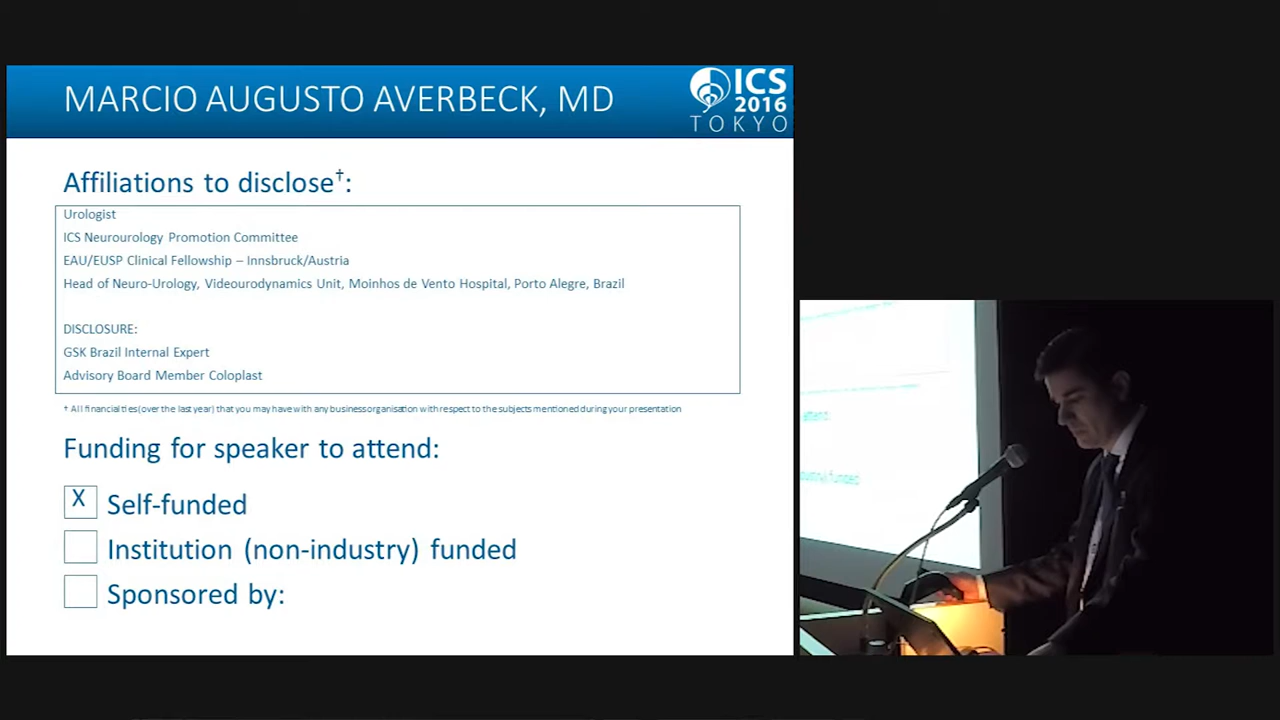 MARCIO AUGUSTO AVERBECK, MD
ICS
2016
TOKYO
Affiliations to disclose†:
Urologist
ICS Neurourology Promotion Committee
EAU/EUSP Clinical Fellowship – Innsbruck/Austria
Head of Neuro-Urology, Videourodynamics Unit, Moinhos de Vento Hospital, Porto Alegre, Brazil
DISCLOSURE:
GSK Brazil Internal Expert
Advisory Board Member Coloplast
† All financial ties (over the last year) that you may have with any business organisation with respect to the subjects mentioned during your presentation
Funding for speaker to attend:
X Self-funded
Institution (non-industry) funded
Sponsored by: